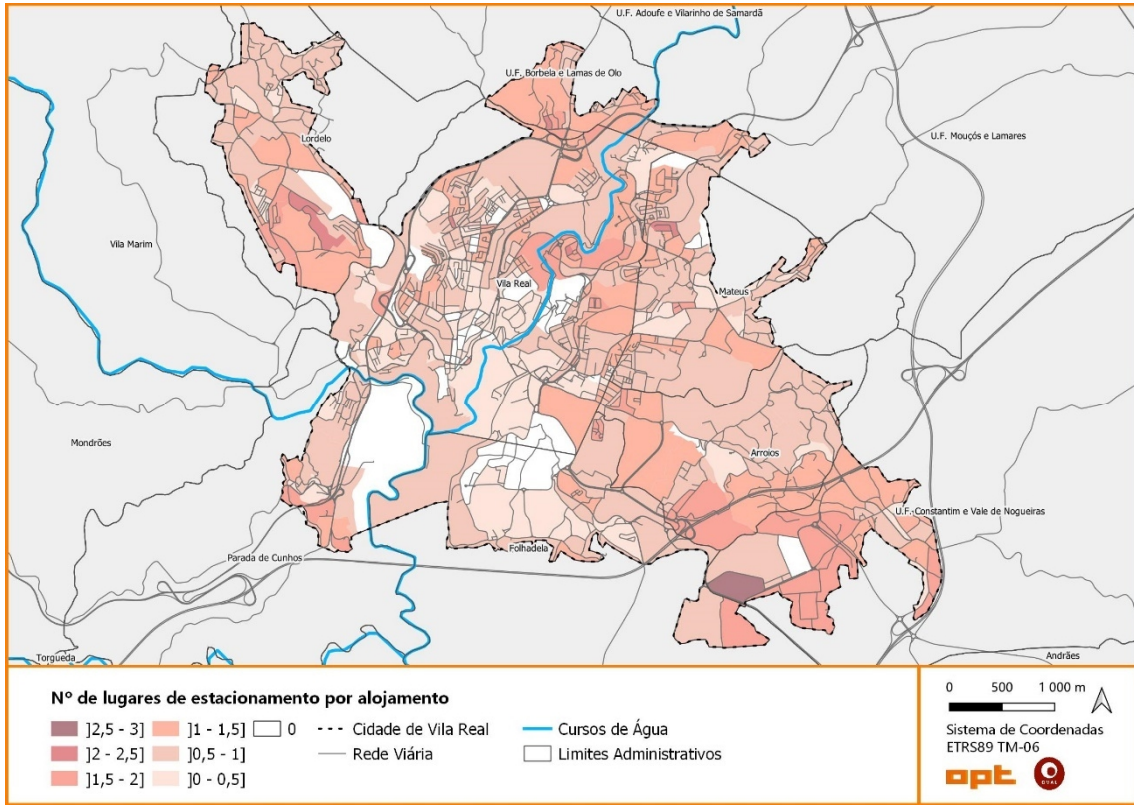 U.F. Adoufe e Vilarinho de Samardã
U.F. Borbela e Lamas de Olo
U.F. Mouçós e Lamares
Lordelo
Vila Marim
Vila Real
Mateus
Mondrões
Arroios
U.F. Constantim e Vale de Nogueiras
Folhadela
Parada de Cunhos
Torgueda
Andrães
Nº de lugares de estacionamento por alojamento
]2,5 - 3] ]1 - 1,5] 0 Cidade de Vila Real Cursos de Água
]2 - 2,5] ]0,5 - 1] Rede Viária Limites Administrativos
]1,5 - 2] ]0 - 0,5]
0 500 1 000 m
Sistema de Coordenadas
ETRS89 TM-06
opt OVAL